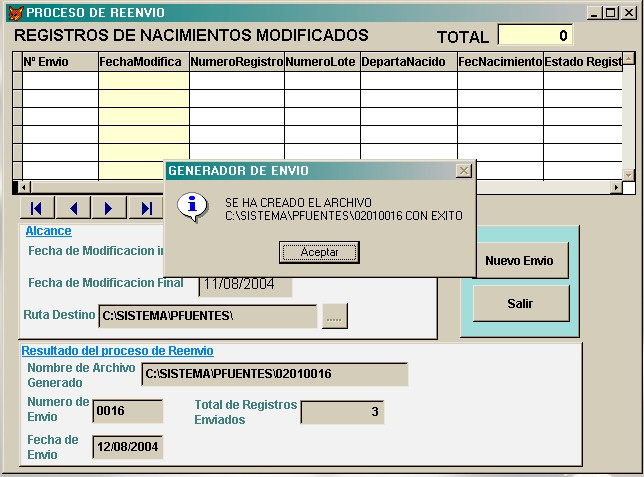 PROCESO DE REENVIO
REGISTROS DE NACIMIENTOS MODIFICADOS
TOTAL 0
Nº Envio FechaModifica NumeroRegistro NumeroLote DepartaNacido FecNacimiento Estado Regist
GENERADOR DE ENVIO
SE HA CREADO EL ARCHIVO
C:\SISTEMA\PFUENTES\02010016 CON EXITO
Aceptar
Alcance
Fecha de Modificacion in
Fecha de Modificacion Final 11/08/2004
Ruta Destino C:\SISTEMA\PFUENTES\ .....
Nuevo Envio
Salir
Resultado del proceso de Reenvio
Nombre de Archivo
Generado C:\SISTEMA\PFUENTES\02010016
Numero de
Envio 0016
Total de Registros
Enviados 3
Fecha de
Envio 12/08/2004